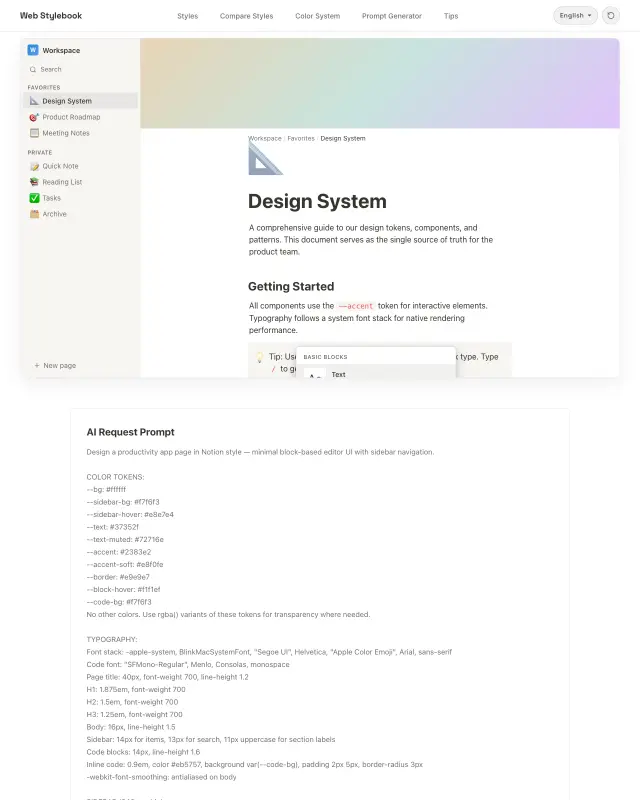 Web Stylebook
Styles
Compare Styles
Color System
Prompt Generator
Tips
English
W Workspace
Search
FAVORITES
Design System
Product Roadmap
Meeting Notes
PRIVATE
Quick Note
Reading List
Tasks
Archive
+ New page
Workspace / Favorites / Design System
Design System
A comprehensive guide to our design tokens, components, and
patterns. This document serves as the single source of truth for the
product team.
Getting Started
All components use the --accent token for interactive elements.
Typography follows a system font stack for native rendering
performance.
Tip: Use
type. Type
/ to
BASIC BLOCKS
Text
AI Request Prompt
Design a productivity app page in Notion style — minimal block-based editor UI with sidebar navigation.
COLOR TOKENS:
--bg: #ffffff
--sidebar-bg: #f7f6f3
--sidebar-hover: #e8e7e4
--text: #37352f
--text-muted: #72716e
--accent: #2383e2
--accent-soft: #e8f0fe
--border: #e9e9e7
--block-hover: #f1f1ef
--code-bg: #f7f6f3
No other colors. Use rgba() variants of these tokens for transparency where needed.
TYPOGRAPHY:
Font stack: -apple-system, BlinkMacSystemFont, "Segoe UI", Helvetica, "Apple Color Emoji", Arial, sans-serif
Code font: "SFMono-Regular", Menlo, Consolas, monospace
Page title: 40px, font-weight 700, line-height 1.2
H1: 1.875em, font-weight 700
H2: 1.5em, font-weight 700
H3: 1.25em, font-weight 700
Body: 16px, line-height 1.5
Sidebar: 14px for items, 13px for search, 11px uppercase for section labels
Code blocks: 14px, line-height 1.6
Inline code: 0.9em, color #eb5757, background var(--code-bg), padding 2px 5px, border-radius 3px
-webkit-font-smoothing: antialiased on body